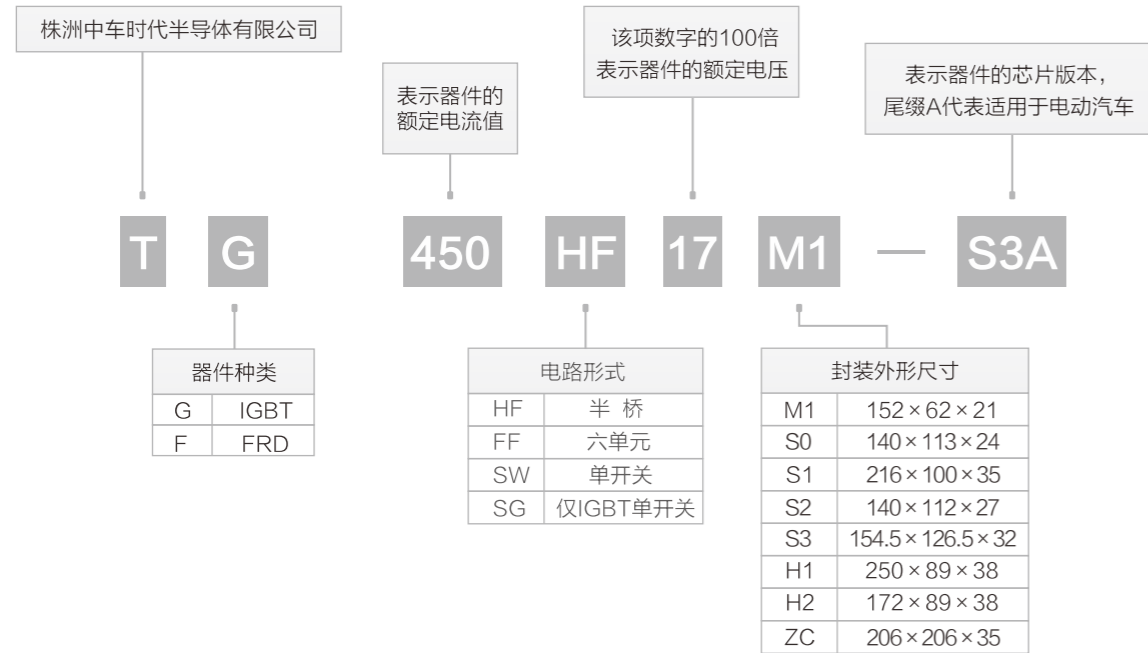 株洲中车时代半导体有限公司
表示器件的
额定电流值
该项数字的100倍
表示器件的额定电压
表示器件的芯片版本，
尾缀A代表适用于电动汽车
T G 450 HF 17 M1 — S3A
器件种类
G IGBT
F FRD
电路形式
HF 半 桥
FF 六单元
SW 单开关
SG 仅IGBT单开关
封装外形尺寸
M1 152×62×21
S0 140×113×24
S1 216×100×35
S2 140×112×27
S3 154.5×126.5×32
H1 250×89×38
H2 172×89×38
ZC 206×206×35